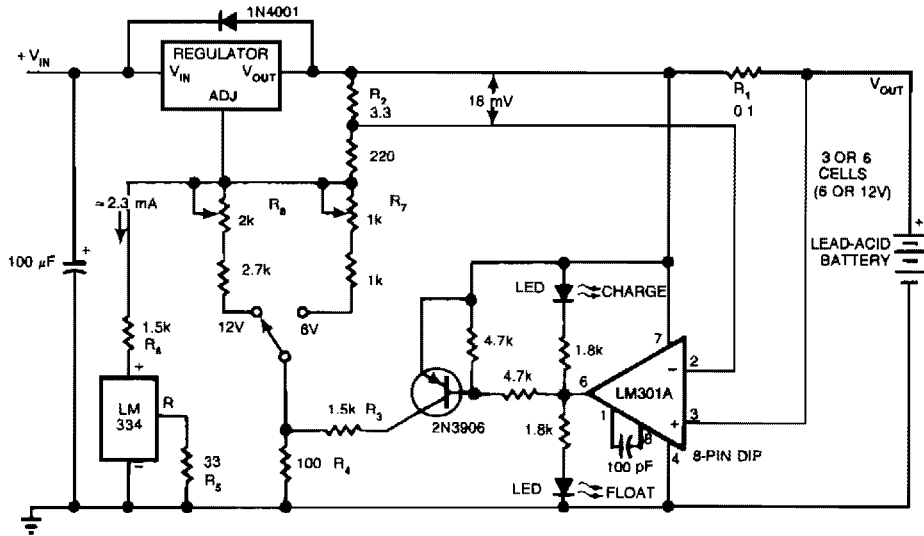 1N4001
+ VIN
REGULATOR
VIN
VOUT
ADJ
R2
3.3
18 mV
R1
0 1
VOUT
220
3 OR 6
CELLS
(6 OR 12V)
≈2.3 mA
R8
2k
R7
1k
100 µF
+
2.7k
1k
LEAD-ACID
BATTERY
+
LED
CHARGE
12V
6V
1.5k
R6
4.7k
1.8k
7
2
−
6
LM301A
4.7k
+
LM
334
R
−
2N3906
1.5k R3
1.8k
1
8
+
3
4
8-PIN DIP
100 pF
33
R5
100 R4
LED
FLOAT